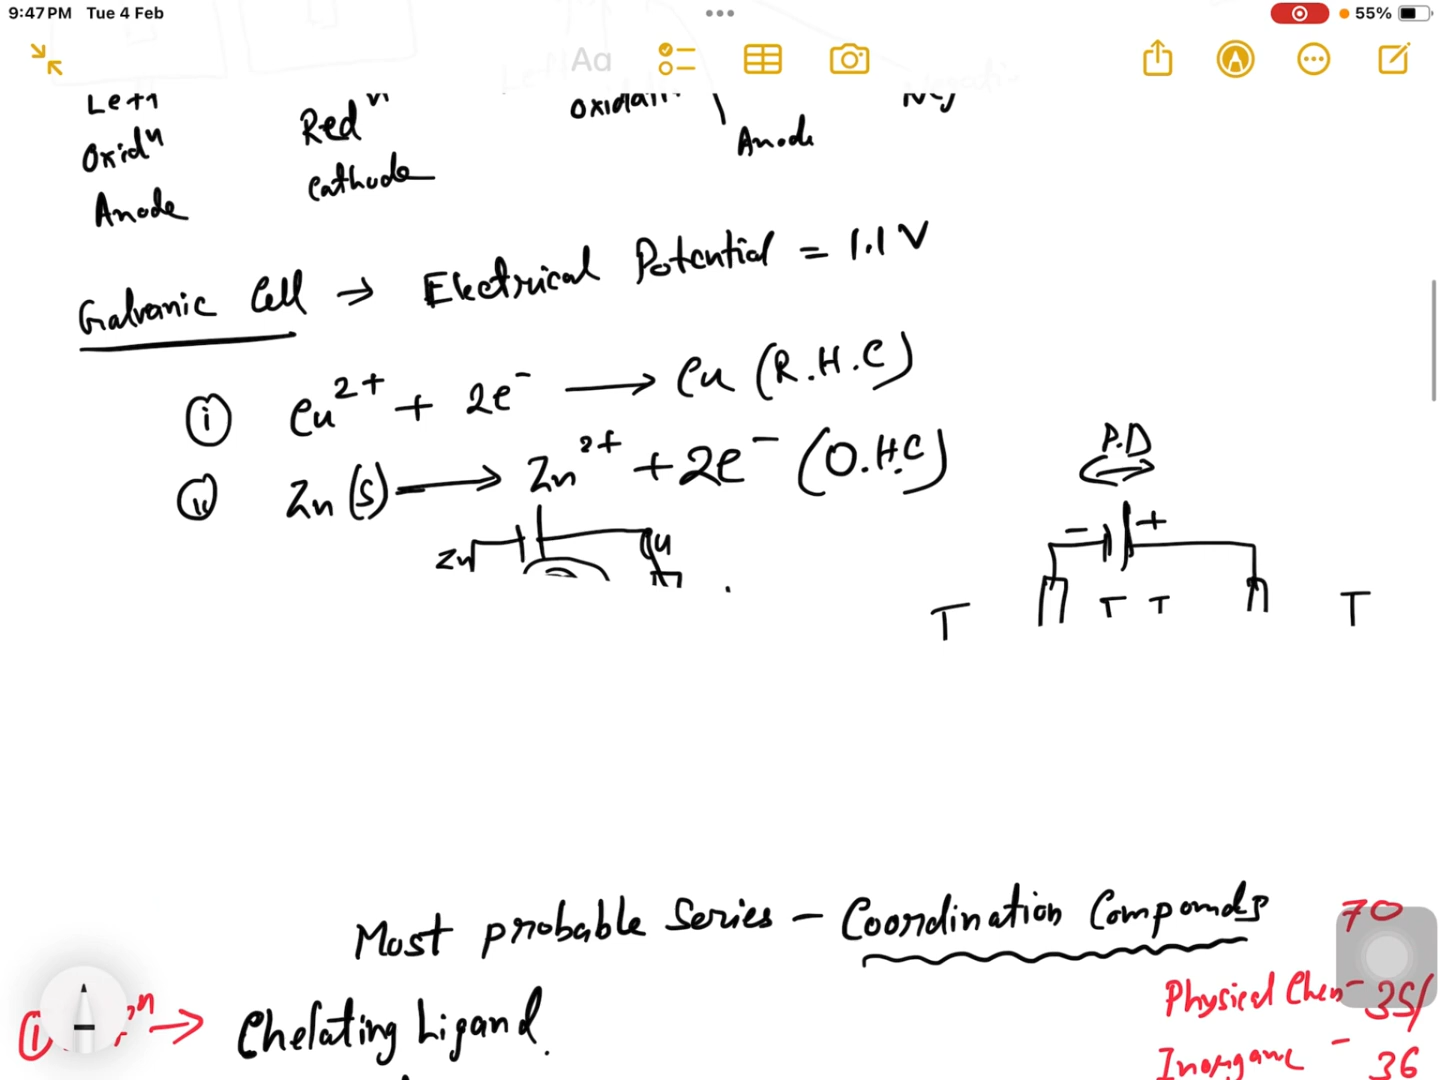 9:47 PM Tue 4 Feb
55%
Aa
Left
Oxidⁿ
Anode
Redⁿ
Cathode
Anode
Galvanic Cell → Electrical Potential = 1.1 V
(i) Cu²⁺ + 2e⁻ → Cu (R.H.C)
(ii) Zn (s) → Zn²⁺ + 2e⁻ (O.H.C)
Zn
Cu
P.D
- +
T T T T
Most probable Series - Coordination Compounds
70
Physical Chem - 35/
Inorganic - 36
→ Chelating Ligand.